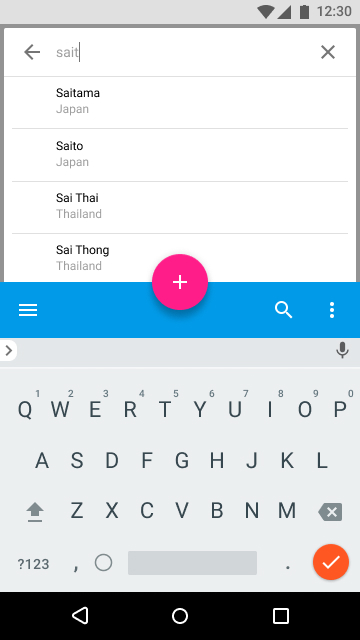 12:30
sait
Saitama
Japan
Saito
Japan
Sai Thai
Thailand
Sai Thong
Thailand
1 2 3 4 5 6 7 8 9 0
Q W E R T Y U I O P
A S D F G H J K L
Z X C V B N M
?123 , .